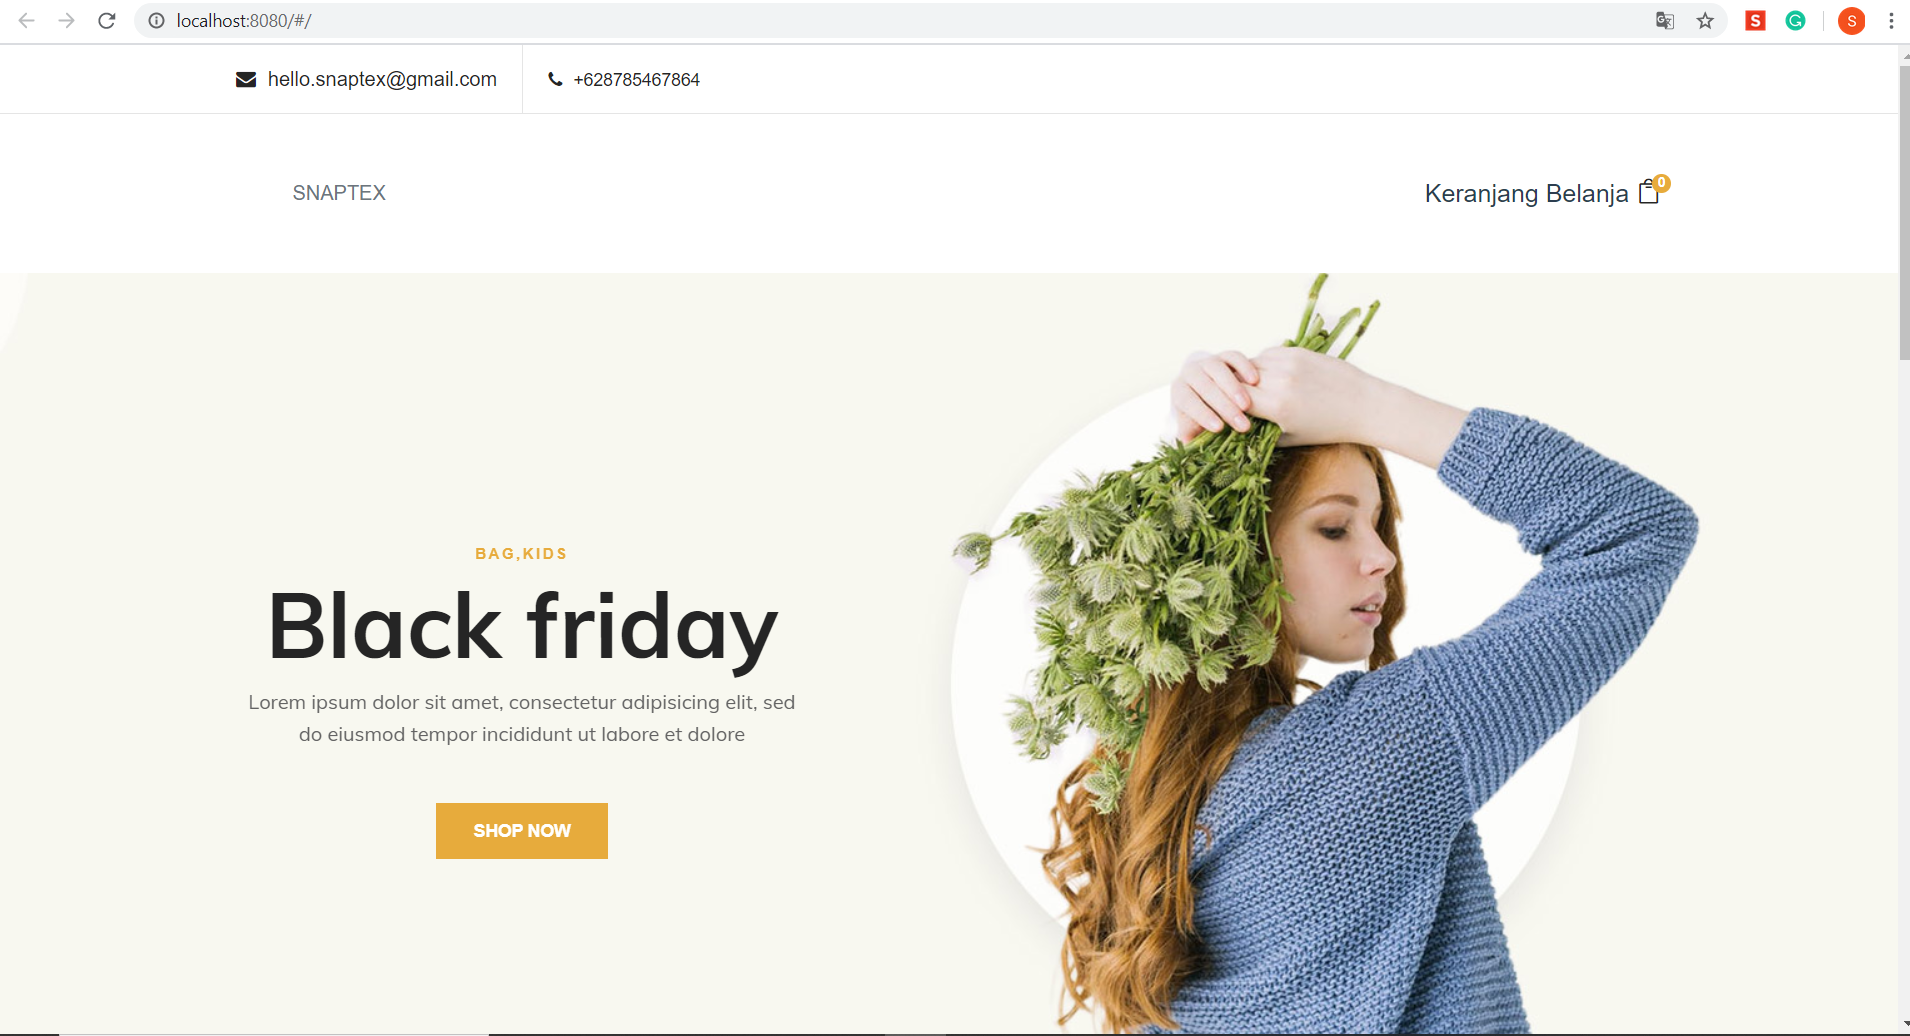 localhost:8080/#/
S
S
hello.snaptex@gmail.com
+628785467864
SNAPTEX
Keranjang Belanja 0
BAG,KIDS
Black friday
Lorem ipsum dolor sit amet, consectetur adipisicing elit, sed
do eiusmod tempor incididunt ut labore et dolore
SHOP NOW